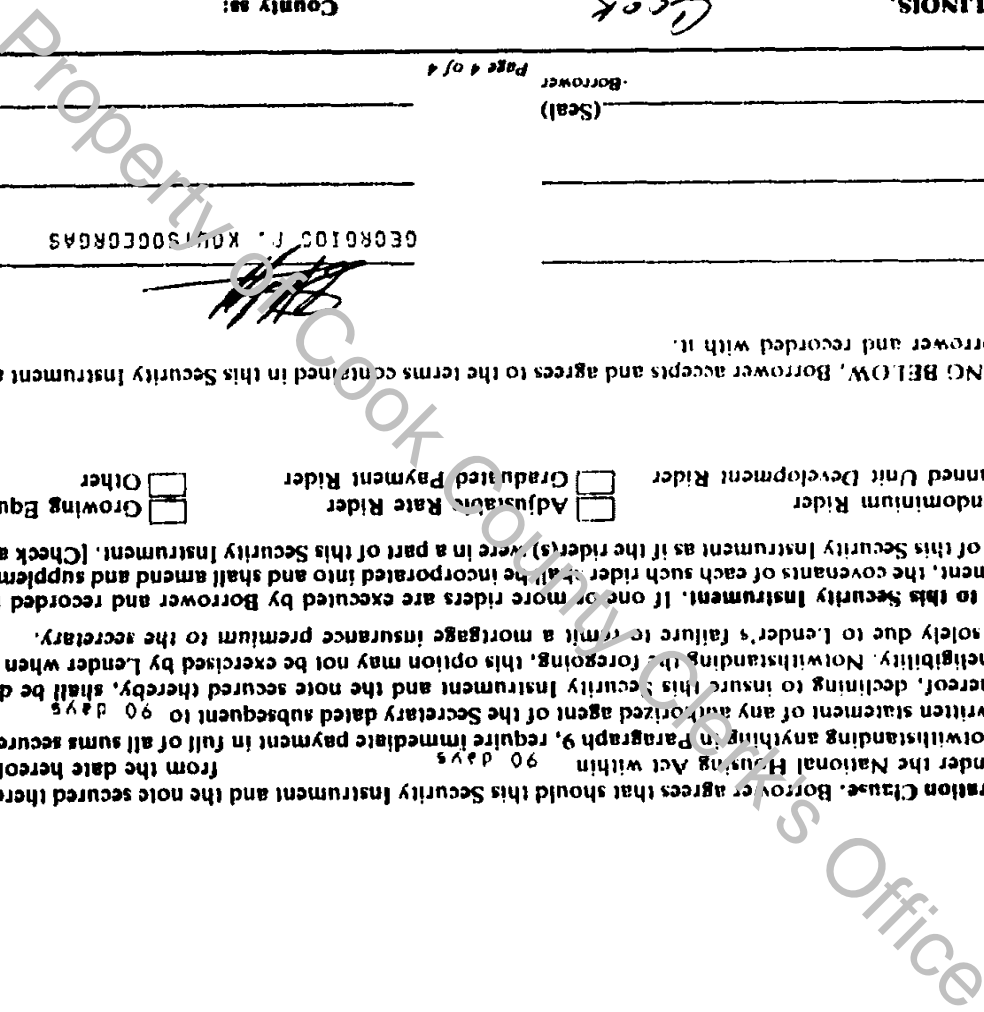 ration Clause. Borrower agrees that should this Security Instrument and the note secured there
nder the National Housing Act within 90 days from the date hereof
otwithstanding anything in Paragraph 9, require immediate payment in full of all sums secure
written statement of any authorized agent of the Secretary dated subsequent to 90 days
hereof, declining to insure this Security Instrument and the note secured thereby, shall be d
neligibility. Notwithstanding the foregoing, this option may not be exercised by Lender when
solely due to Lender's failure to remit a mortgage insurance premium to the secretary.
to this Security Instrument. If one or more riders are executed by Borrower and recorded
ment, the covenants of each such rider shall be incorporated into and shall amend and supplem
of this Security Instrument as if the rider(s) were in a part of this Security Instrument. [Check a
ndominium Rider Adjustable Rate Rider Growing Equ
anned Unit Development Rider Graduated Payment Rider Other
NG BELOW, Borrower accepts and agrees to the terms contained in this Security Instrument a
orrower and recorded with it.
GEORGIOS P. KOUTSOGEORGAS
(Seal)
-Borrower
Page 4 of 4
LINOIS, Cook County ss:
Property of Cook County Clerk's Office